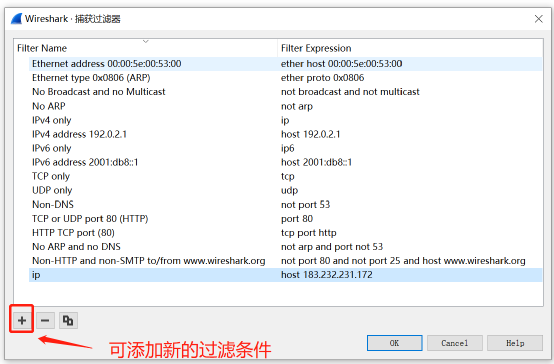 Wireshark · 捕获过滤器
Filter Name Filter Expression
Ethernet address 00:00:5e:00:53:00 ether host 00:00:5e:00:53:00
Ethernet type 0x0806 (ARP) ether proto 0x0806
No Broadcast and no Multicast not broadcast and not multicast
No ARP not arp
IPv4 only ip
IPv4 address 192.0.2.1 host 192.0.2.1
IPv6 only ip6
IPv6 address 2001:db8::1 host 2001:db8::1
TCP only tcp
UDP only udp
Non-DNS not port 53
TCP or UDP port 80 (HTTP) port 80
HTTP TCP port (80) tcp port http
No ARP and no DNS not arp and port not 53
Non-HTTP and non-SMTP to/from www.wireshark.org not port 80 and not port 25 and host www.wireshark.org
ip host 183.232.231.172
可添加新的过滤条件
OK Cancel Help